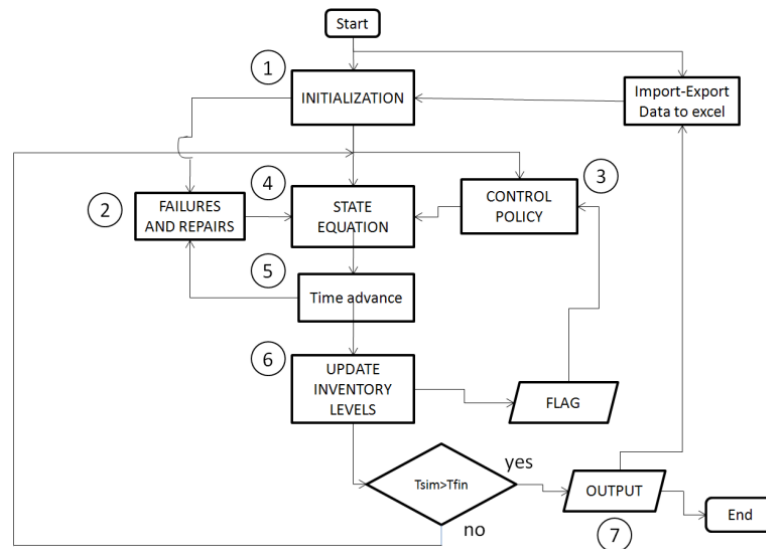 Start
1
INITIALIZATION
Import-Export
Data to excel
2
FAILURES
AND REPAIRS
4
STATE
EQUATION
3
CONTROL
POLICY
5
Time advance
6
UPDATE
INVENTORY
LEVELS
FLAG
Tsim>Tfin
yes
no
OUTPUT
7
End